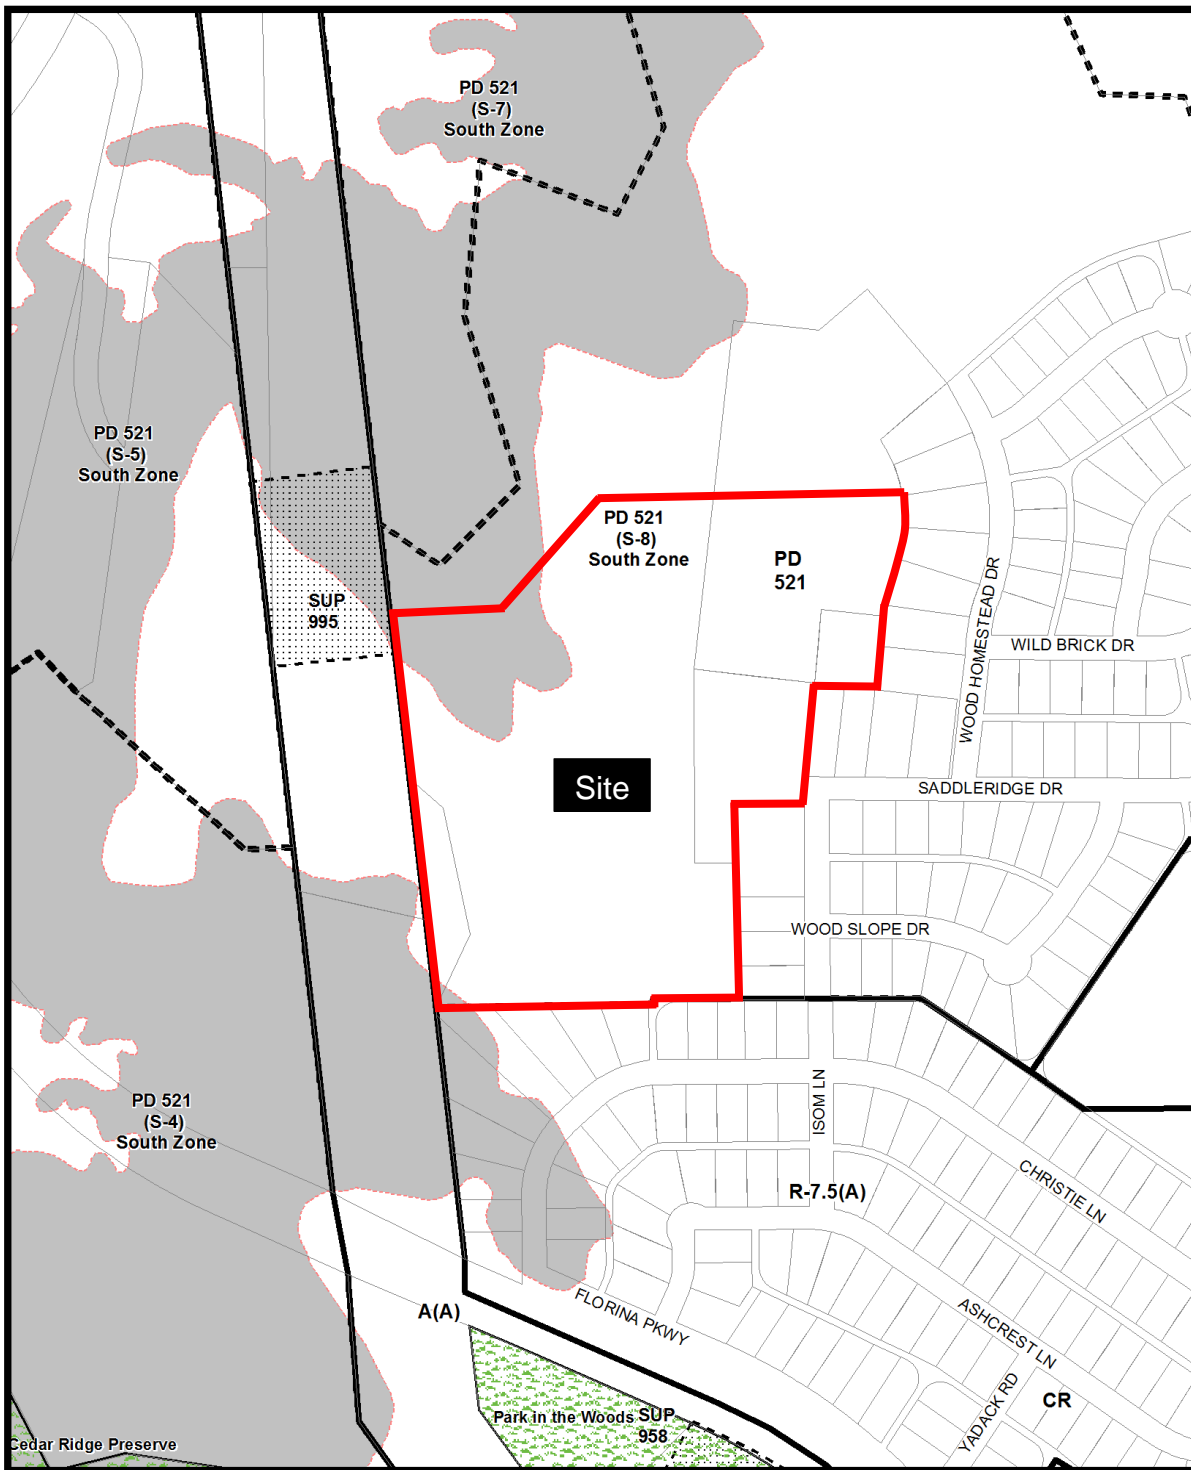 PD 521
(S-7)
South Zone
PD 521
(S-5)
South Zone
PD 521
(S-8)
South Zone
PD
521
SUP
995
WOOD HOMESTEAD DR
WILD BRICK DR
Site
SADDLERIDGE DR
WOOD SLOPE DR
PD 521
(S-4)
South Zone
ISOM LN
CHRISTIE LN
R-7.5(A)
A(A)
FLORINA PKWY
ASHCREST LN
YADACK RD
CR
Park in the Woods
SUP
958
Cedar Ridge Preserve